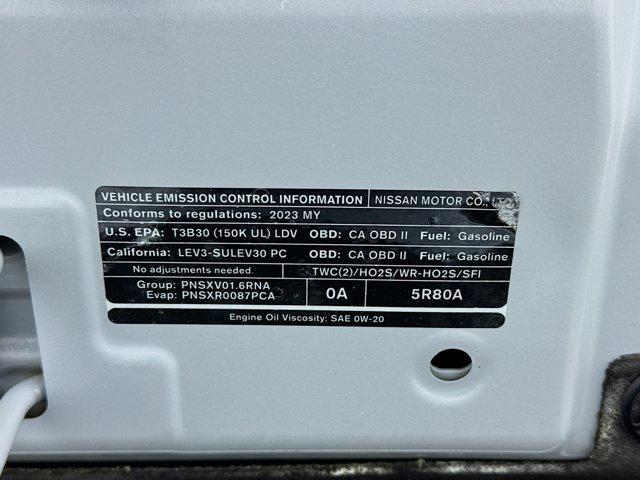 VEHICLE EMISSION CONTROL INFORMATION NISSAN MOTOR CO.,
Conforms to regulations: 2023 MY
U.S. EPA: T3B30 (150K UL) LDV OBD: CA OBD II Fuel: Gasoline
California: LEV3-SULEV30 PC OBD: CA OBD II Fuel: Gasoline
No adjustments needed. TWC(2)/HO2S/WR-HO2S/SFI
Group: PNSXV01.6RNA
Evap: PNSXR0087PCA 0A 5R80A
Engine Oil Viscosity: SAE 0W-20